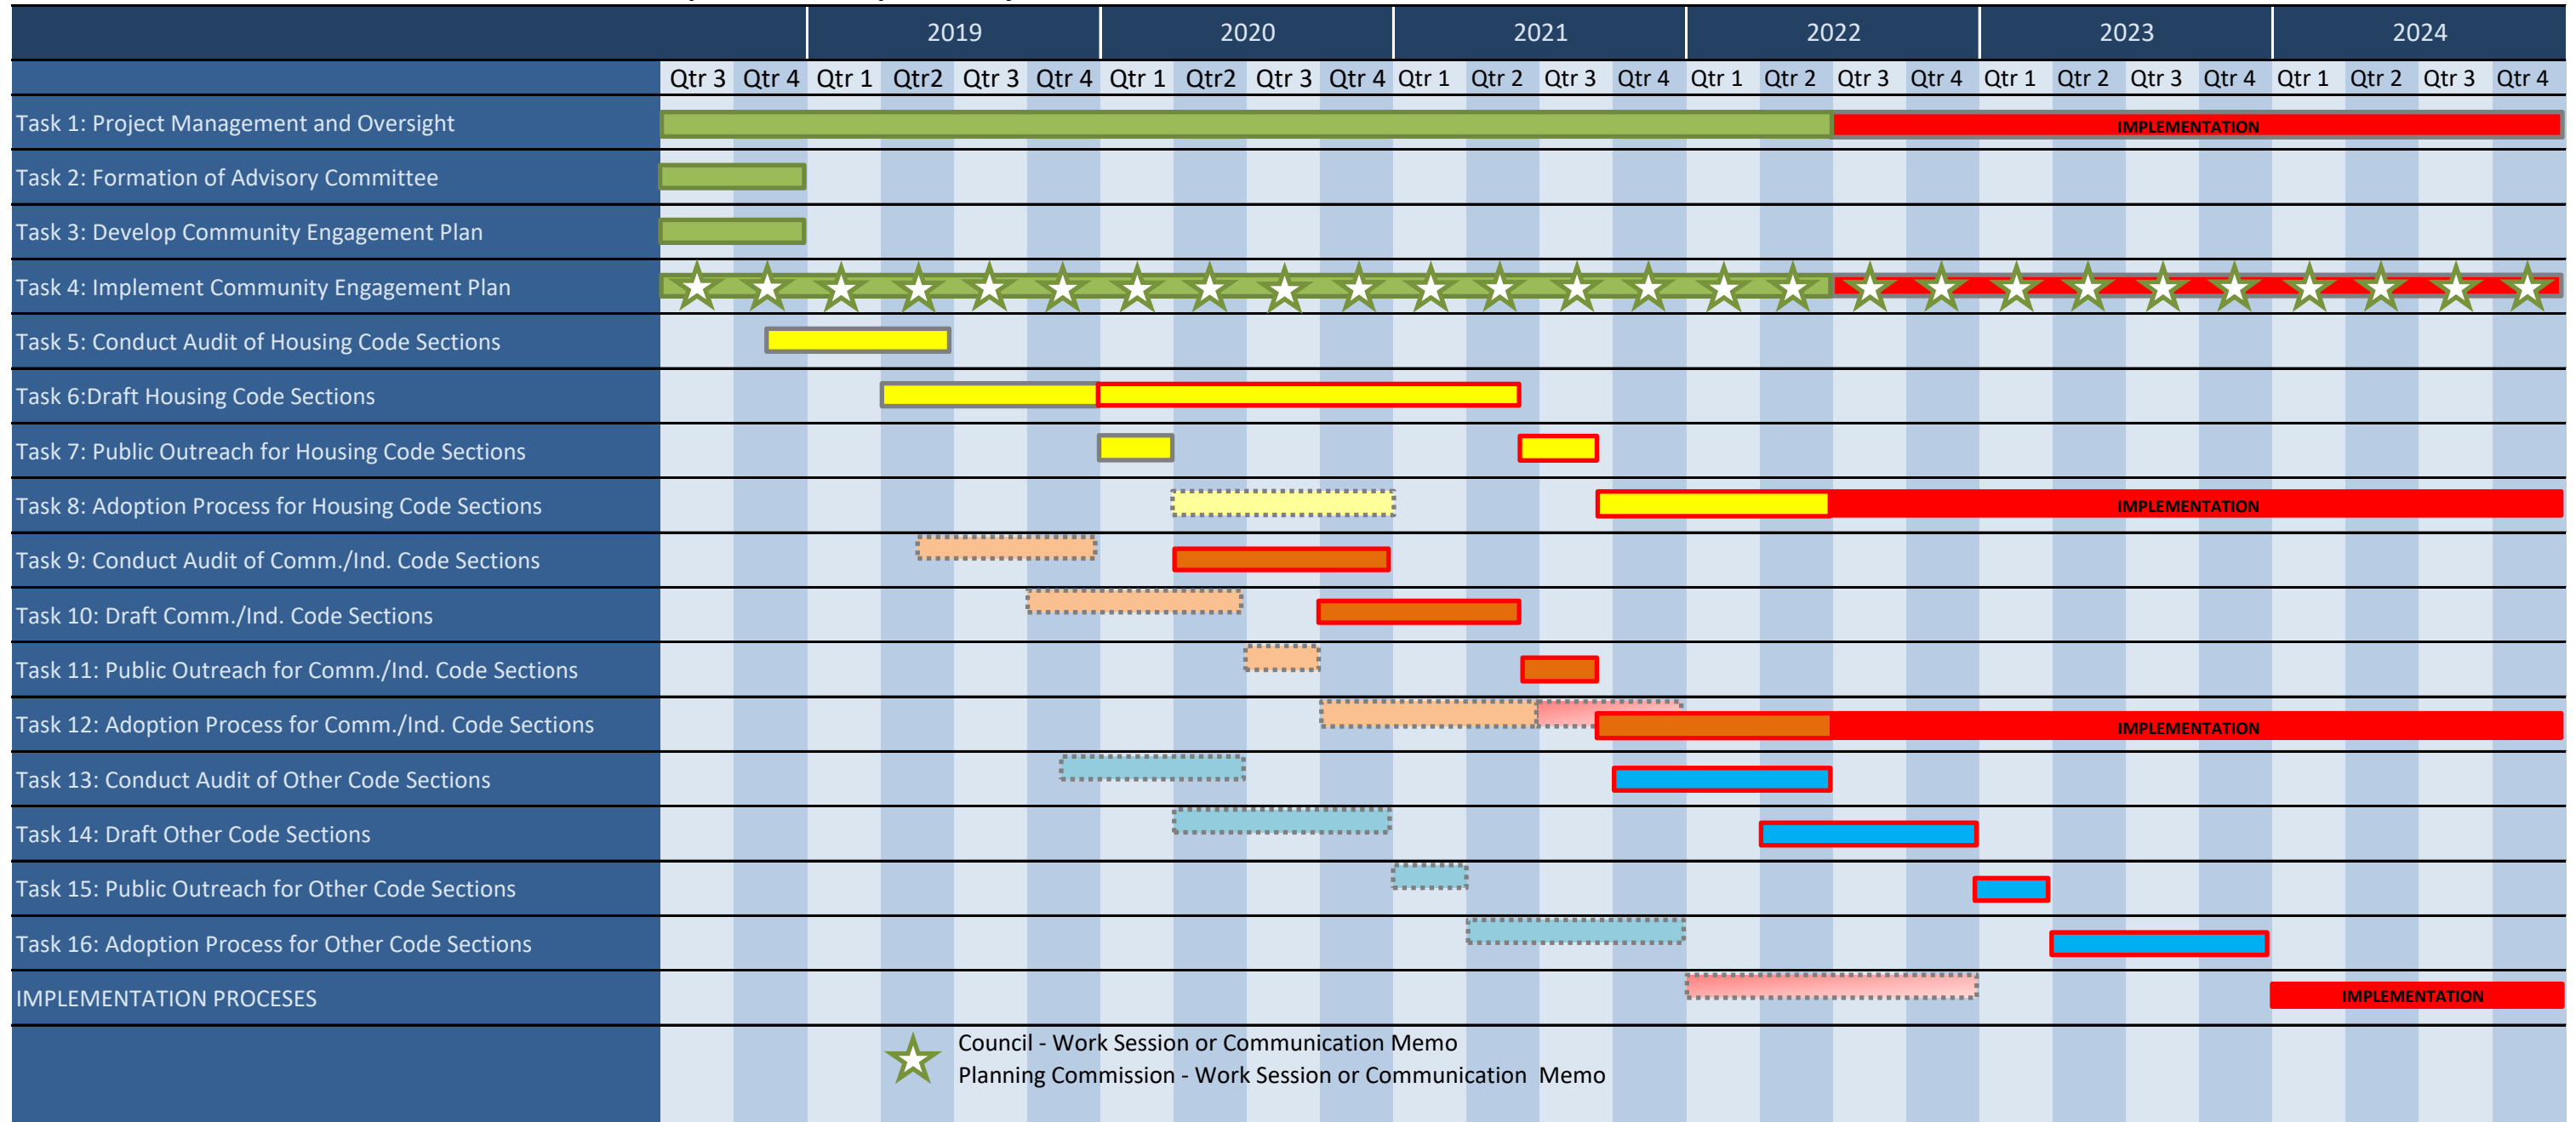 2019 2020 2021 2022 2023 2024
Qtr 3 Qtr 4 Qtr 1 Qtr2 Qtr 3 Qtr 4 Qtr 1 Qtr2 Qtr 3 Qtr 4 Qtr 1 Qtr 2 Qtr 3 Qtr 4 Qtr 1 Qtr 2 Qtr 3 Qtr 4 Qtr 1 Qtr 2 Qtr 3 Qtr 4 Qtr 1 Qtr 2 Qtr 3 Qtr 4
Task 1: Project Management and Oversight IMPLEMENTATION
Task 2: Formation of Advisory Committee
Task 3: Develop Community Engagement Plan
Task 4: Implement Community Engagement Plan
Task 5: Conduct Audit of Housing Code Sections
Task 6:Draft Housing Code Sections
Task 7: Public Outreach for Housing Code Sections
Task 8: Adoption Process for Housing Code Sections IMPLEMENTATION
Task 9: Conduct Audit of Comm./Ind. Code Sections
Task 10: Draft Comm./Ind. Code Sections
Task 11: Public Outreach for Comm./Ind. Code Sections
Task 12: Adoption Process for Comm./Ind. Code Sections IMPLEMENTATION
Task 13: Conduct Audit of Other Code Sections
Task 14: Draft Other Code Sections
Task 15: Public Outreach for Other Code Sections
Task 16: Adoption Process for Other Code Sections
IMPLEMENTATION PROCESES IMPLEMENTATION
Council - Work Session or Communication Memo
Planning Commission - Work Session or Communication Memo